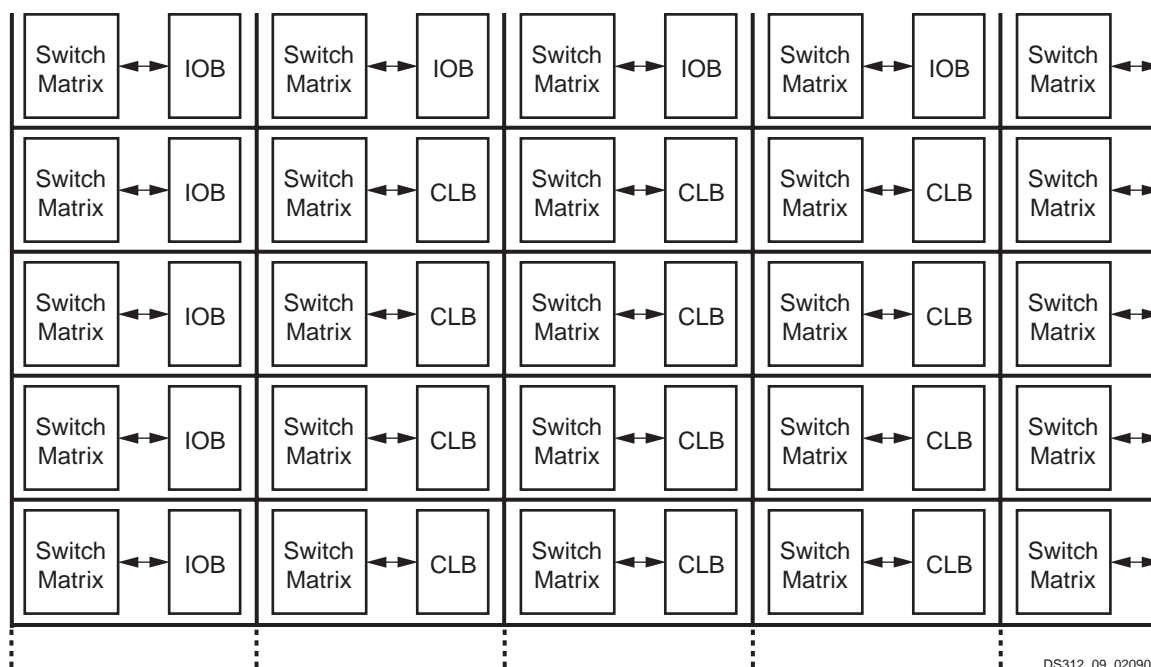 Switch Matrix IOB Switch Matrix IOB Switch Matrix IOB Switch Matrix IOB Switch Matrix
Switch Matrix IOB Switch Matrix CLB Switch Matrix CLB Switch Matrix CLB Switch Matrix
Switch Matrix IOB Switch Matrix CLB Switch Matrix CLB Switch Matrix CLB Switch Matrix
Switch Matrix IOB Switch Matrix CLB Switch Matrix CLB Switch Matrix CLB Switch Matrix
Switch Matrix IOB Switch Matrix CLB Switch Matrix CLB Switch Matrix CLB Switch Matrix
DS312_09_02090